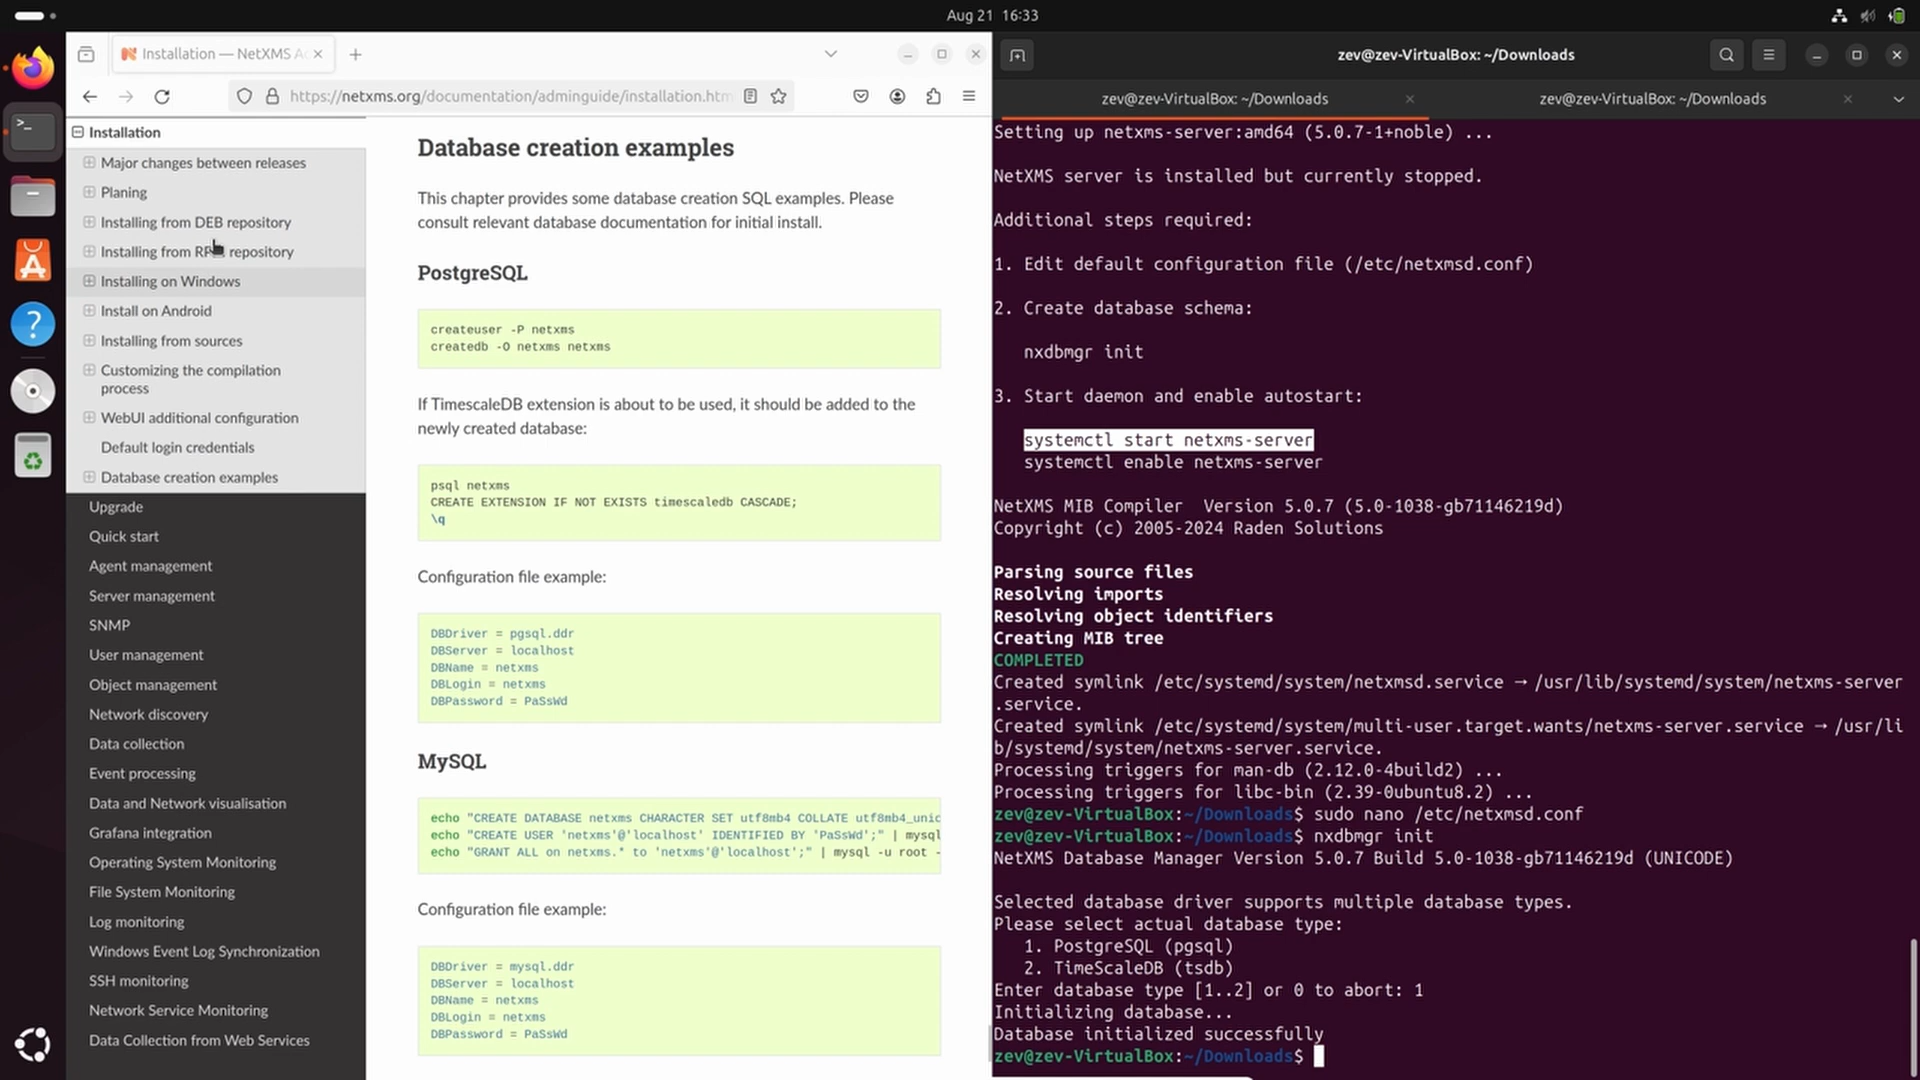 Aug 21 16:33
Installation — NetXMS A
https://netxms.org/documentation/adminguide/installation.htm
Installation
Major changes between releases
Planing
Installing from DEB repository
Installing from RP repository
Installing on Windows
Install on Android
Installing from sources
Customizing the compilation
process
WebUI additional configuration
Default login credentials
Database creation examples
Upgrade
Quick start
Agent management
Server management
SNMP
User management
Object management
Network discovery
Data collection
Event processing
Data and Network visualisation
Grafana integration
Operating System Monitoring
File System Monitoring
Log monitoring
Windows Event Log Synchronization
SSH monitoring
Network Service Monitoring
Data Collection from Web Services
Database creation examples
This chapter provides some database creation SQL examples. Please
consult relevant database documentation for initial install.
PostgreSQL
createuser -P netxms
createdb -O netxms netxms
If TimescaleDB extension is about to be used, it should be added to the
newly created database:
psql netxms
CREATE EXTENSION IF NOT EXISTS timescaledb CASCADE;
\q
Configuration file example:
DBDriver = pgsql.ddr
DBServer = localhost
DBName = netxms
DBLogin = netxms
DBPassword = PaSsWd
MySQL
echo "CREATE DATABASE netxms CHARACTER SET utf8mb4 COLLATE utf8mb4_unic
echo "CREATE USER 'netxms'@'localhost' IDENTIFIED BY 'PaSsWd';" | mysql
echo "GRANT ALL on netxms.* to 'netxms'@'localhost';" | mysql -u root -
Configuration file example:
DBDriver = mysql.ddr
DBServer = localhost
DBName = netxms
DBLogin = netxms
DBPassword = PaSsWd
zev@zev-VirtualBox: ~/Downloads
zev@zev-VirtualBox: ~/Downloads
zev@zev-VirtualBox: ~/Downloads
Setting up netxms-server:amd64 (5.0.7-1+noble) ...
NetXMS server is installed but currently stopped.
Additional steps required:
1. Edit default configuration file (/etc/netxmsd.conf)
2. Create database schema:
nxdbmgr init
3. Start daemon and enable autostart:
systemctl start netxms-server
systemctl enable netxms-server
NetXMS MIB Compiler  Version 5.0.7 (5.0-1038-gb71146219d)
Copyright (c) 2005-2024 Raden Solutions
Parsing source files
Resolving imports
Resolving object identifiers
Creating MIB tree
COMPLETED
Created symlink /etc/systemd/system/netxmsd.service → /usr/lib/systemd/system/netxms-server
.service.
Created symlink /etc/systemd/system/multi-user.target.wants/netxms-server.service → /usr/li
b/systemd/system/netxms-server.service.
Processing triggers for man-db (2.12.0-4build2) ...
Processing triggers for libc-bin (2.39-0ubuntu8.2) ...
zev@zev-VirtualBox:~/Downloads$ sudo nano /etc/netxmsd.conf
zev@zev-VirtualBox:~/Downloads$ nxdbmgr init
NetXMS Database Manager Version 5.0.7 Build 5.0-1038-gb71146219d (UNICODE)
Selected database driver supports multiple database types.
Please select actual database type:
1. PostgreSQL (pgsql)
2. TimeScaleDB (tsdb)
Enter database type [1..2] or 0 to abort: 1
Initializing database...
Database initialized successfully
zev@zev-VirtualBox:~/Downloads$